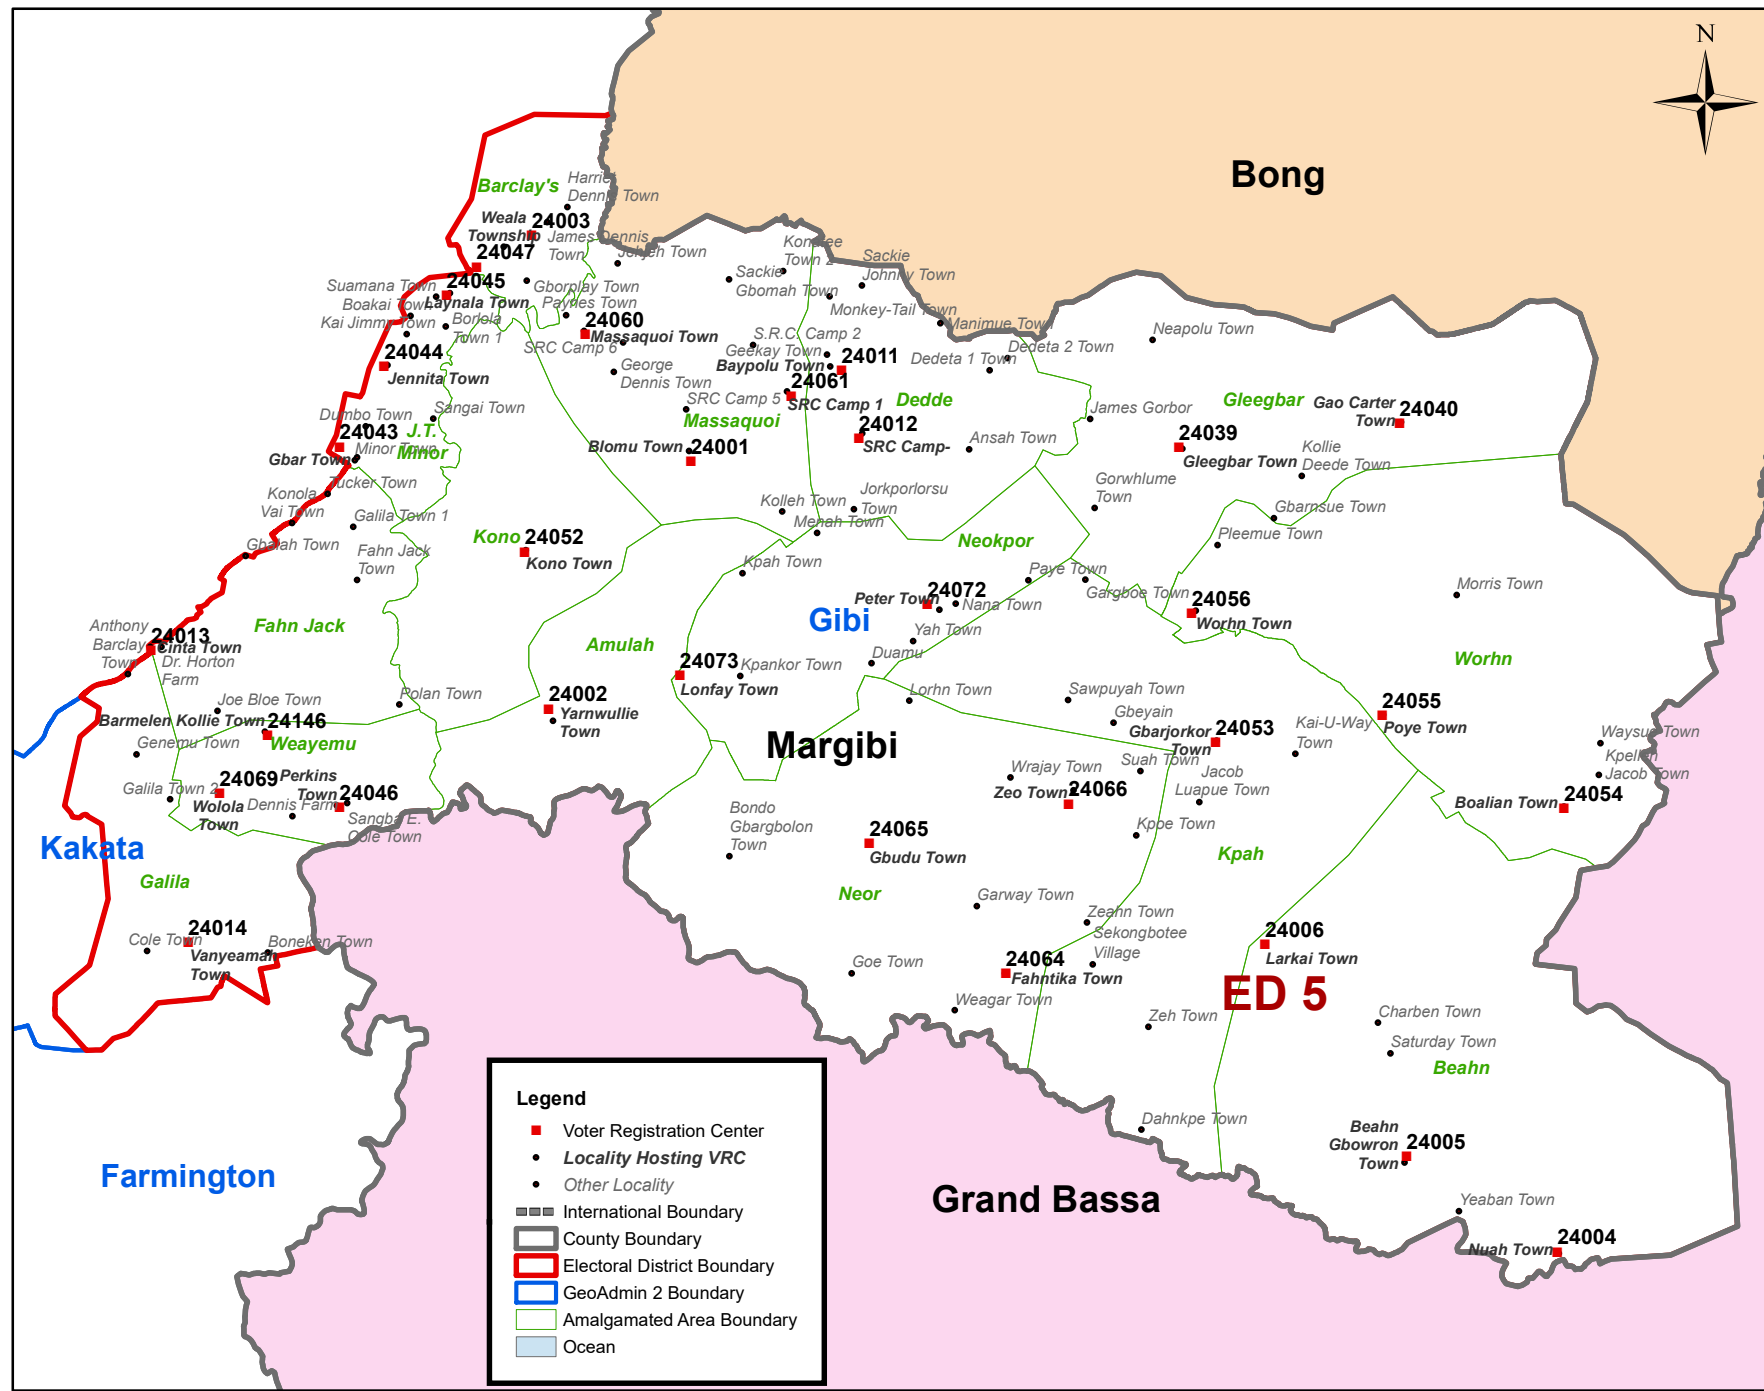 N
Bong
Barclay's
Harriet
Dennis Town
Weala
Township
24003
James Dennis
Town
24047
Jehjeh Town
Suamana Town
24045
Laynala Town
Gborplay Town
Boakai Town
Kai Jimmy Town
Borlola
Town 1
Paynes Town
24060
Massaquoi Town
SRC Camp 6
Sackie
Gbomah Town
Town 2
Sackie
Johnny Town
Monkey-Tail Town
Manimue Town
S.R.C. Camp 2
Geekay Town
Baypolu Town
24011
Dedeta 1 Town
Dedeta 2 Town
Neapolu Town
24044
Jennita Town
George
Dennis Town
24061
SRC Camp 1
SRC Camp 5
Massaquoi
Dedde
24012
SRC Camp-
Ansah Town
James Gorbor
Gleegbar
Gao Carter
Town
24040
24039
Gleegbar Town
Kollie
Deede Town
Dumbo Town
Sangai Town
J.T.
Minor
24043
Minor Town
Gbar Town
Blomu Town
24001
Tucker Town
Konola
Vai Town
Galila Town 1
Kolleh Town
Jorkporlorsu
Town
Menah Town
Gorwhlume
Town
Gbarnsue Town
Pleemue Town
Gbalah Town
Fahn Jack
Town
Kono
24052
Kono Town
Kpah Town
Neokpor
Paye Town
Gargboe Town
Morris Town
24072
Peter Town
Nana Town
24056
Worhn Town
Gibi
Yah Town
Duamu
Worhn
Anthony
Barclay
Town
24013
Cinta Town
Dr. Horton
Farm
Fahn Jack
Amulah
24073
Lonfay Town
Kpankor Town
Lorhn Town
Sawpuyah Town
Joe Bloe Town
Polan Town
24002
Yarnwullie
Town
Gbeyain
Gbarjorkor
Town
24053
Kai-U-Way
Town
24055
Poye Town
Barmelen Kollie Town
24146
Weayemu
Genemu Town
Margibi
Waysue Town
Kpelleh
Jacob Town
Suah Town
Wrajay Town
Zeo Town
24066
Jacob
Luapue Town
Boalian Town
24054
Galila Town 2
24069
Wolola
Town
Perkins
Town
24046
Dennis Farm
Sangba E.
Cole Town
Bondo
Gbargbolon
Town
24065
Gbudu Town
Kpoe Town
Kpah
Kakata
Galila
Neor
Garway Town
Zeahn Town
Sekongbotee
Village
24006
Larkai Town
24014
Cole Town
Vanyeamah
Town
Boneken Town
Goe Town
24064
Fahntika Town
ED 5
Weagar Town
Zeh Town
Charben Town
Saturday Town
Beahn
Dahnkpe Town
Beahn
Gbowron
Town
24005
Farmington
Grand Bassa
Yeaban Town
Nuah Town
24004
Legend
Voter Registration Center
Locality Hosting VRC
Other Locality
International Boundary
County Boundary
Electoral District Boundary
GeoAdmin 2 Boundary
Amalgamated Area Boundary
Ocean